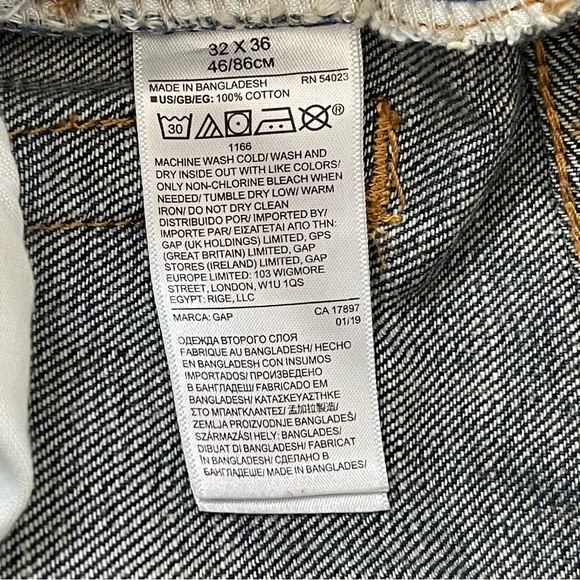 32 X 36
46/86CM
MADE IN BANGLADESH RN 54023
■US/GB/EG: 100% COTTON
30 ®
1166
MACHINE WASH COLD/ WASH AND
DRY INSIDE OUT WITH LIKE COLORS/
ONLY NON-CHLORINE BLEACH WHEN
NEEDED/ TUMBLE DRY LOW/ WARM
IRON/ DO NOT DRY CLEAN
DISTRIBUIDO POR/ IMPORTED BY/
IMPORTE PAR/ ΕΙΣΑΓΕΤΑΙ ΑΠΟ ΤΗΝ:
GAP (UK HOLDINGS) LIMITED, GPS
(GREAT BRITAIN) LIMITED, GAP
STORES (IRELAND) LIMITED, GAP
EUROPE LIMITED: 103 WIGMORE
STREET, LONDON, W1U 1QS
EGYPT: RIGE, LLC
MARCA: GAP CA 17897
01/19
ОДЕЖДА ВТОРОГО СЛОЯ
FABRIQUE AU BANGLADESH/ HECHO
EN BANGLADESH CON INSUMOS
IMPORTADOS/ ПРОИЗВЕДЕНО
В БАНГЛАДЕШ/ FABRICADO EM
BANGLADESH/ ΚΑΤΑΣΚΕΥΑΣΤΗΚΕ
ΣΤΟ ΜΠΑΝΓΚΛΑΝΤΕΣ/ 孟加拉製造/
ZEMLJA PROIZVODNJE BANGLADEŠ/
SZÁRMAZÁSI HELY: BANGLADES/
DIBUAT DI BANGLADESH/ FABRICAT
ÎN BANGLADESH/ СДЕЛАНО В
БАНГЛАДЕШ/ MADE IN BANGLADES/